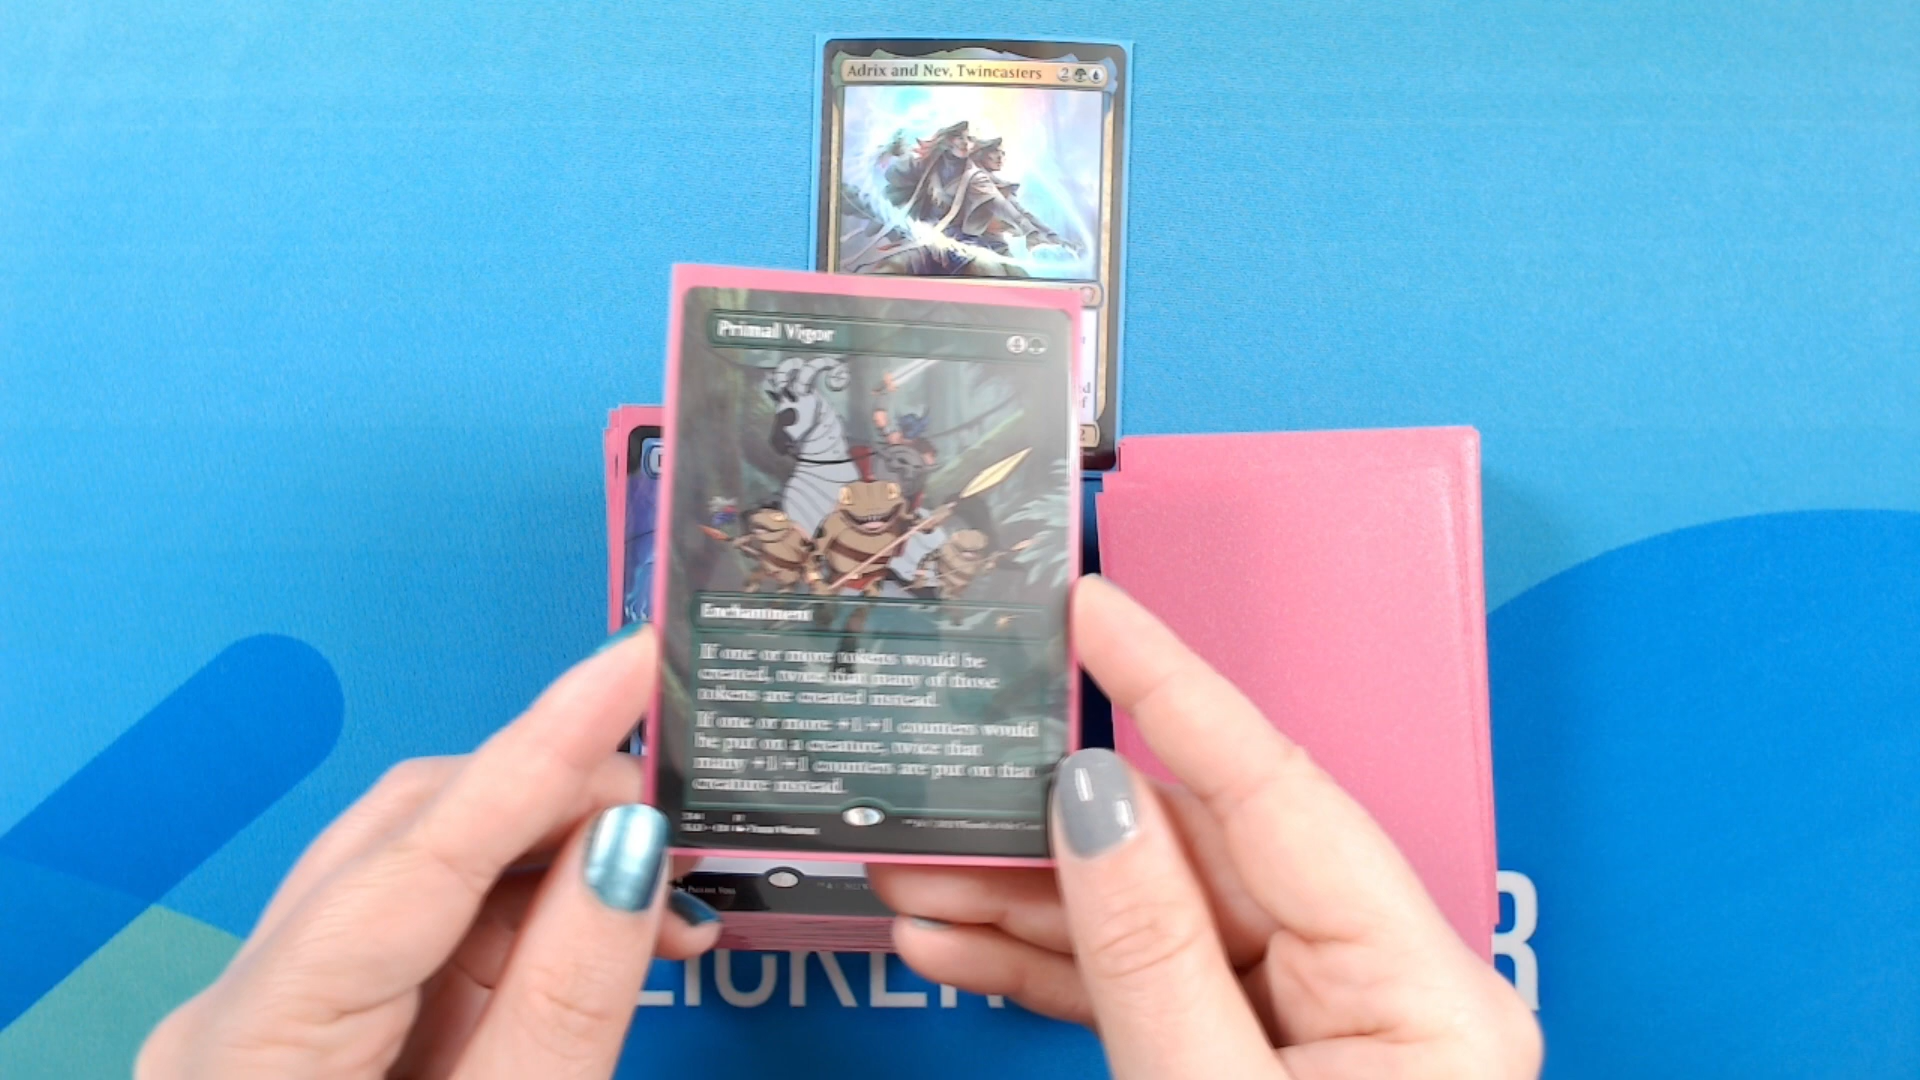 Adrix and Nev, Twincasters 2
Primal Vigor 4
Enchantment
If one or more tokens would be
created, twice that many of those
tokens are created instead.
If one or more +1/+1 counters would
be put on a creature, twice that
many +1/+1 counters are put on that
creature instead.